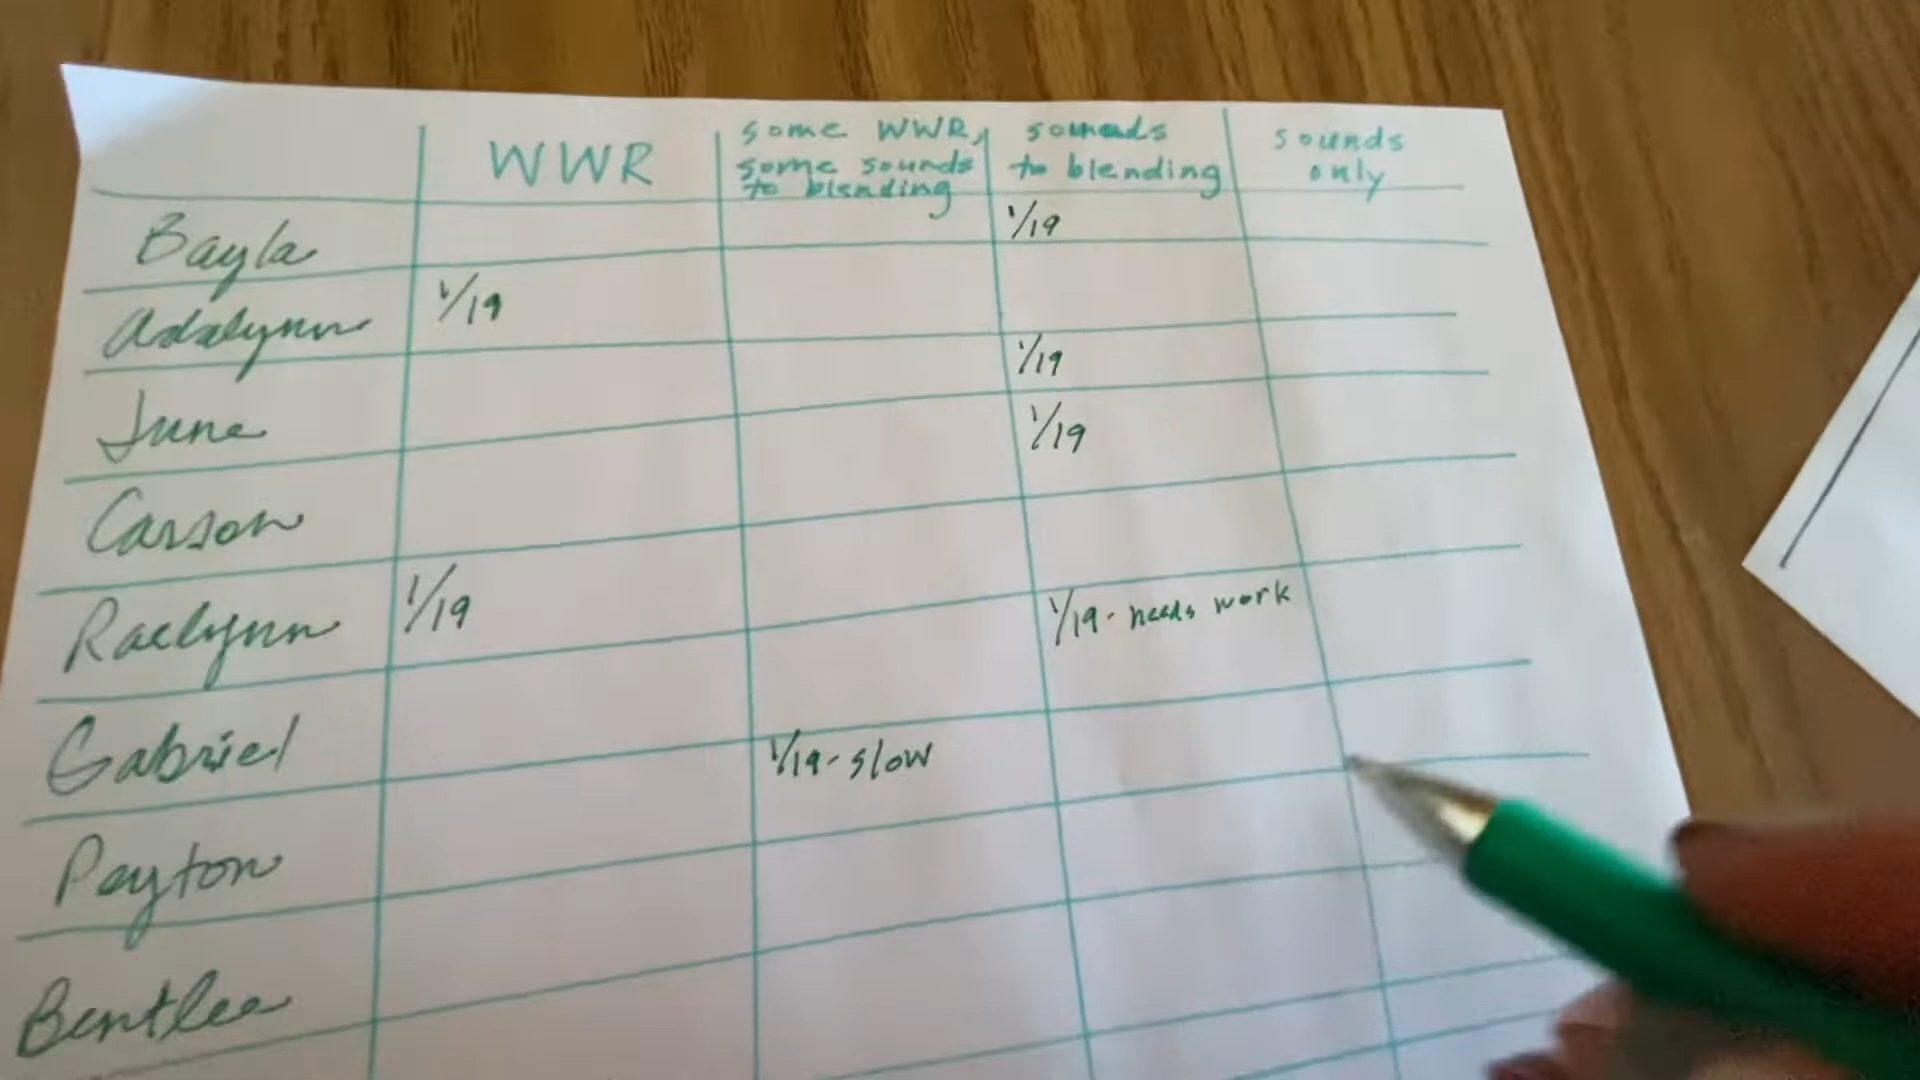 WWR
some WWR,
some sounds
to blending
sounds
to blending
sounds
only
Bayla 1/19
Adalynn 1/19
June 1/19
Carson 1/19
Raelynn 1/19
Gabriel 1/19 - needs work
Payton 1/19 - slow
Bentlee